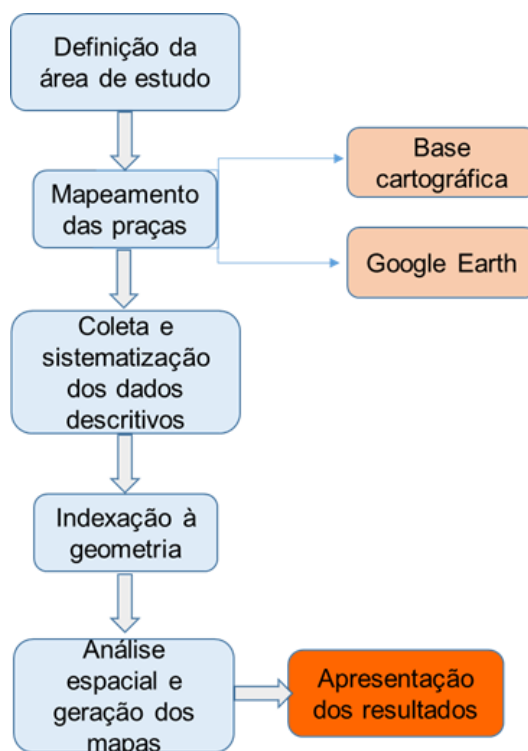 Definição da
área de estudo
Mapeamento
das praças
Base
cartográfica
Google Earth
Coleta e
sistematização
dos dados
descritivos
Indexação à
geometria
Análise
espacial e
geração dos
mapas
Apresentação
dos resultados